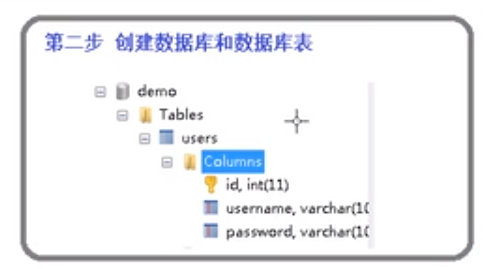 第二步 创建数据库和数据库表
demo
Tables
users
Columns
id, int(11)
username, varchar(10
password, varchar(10